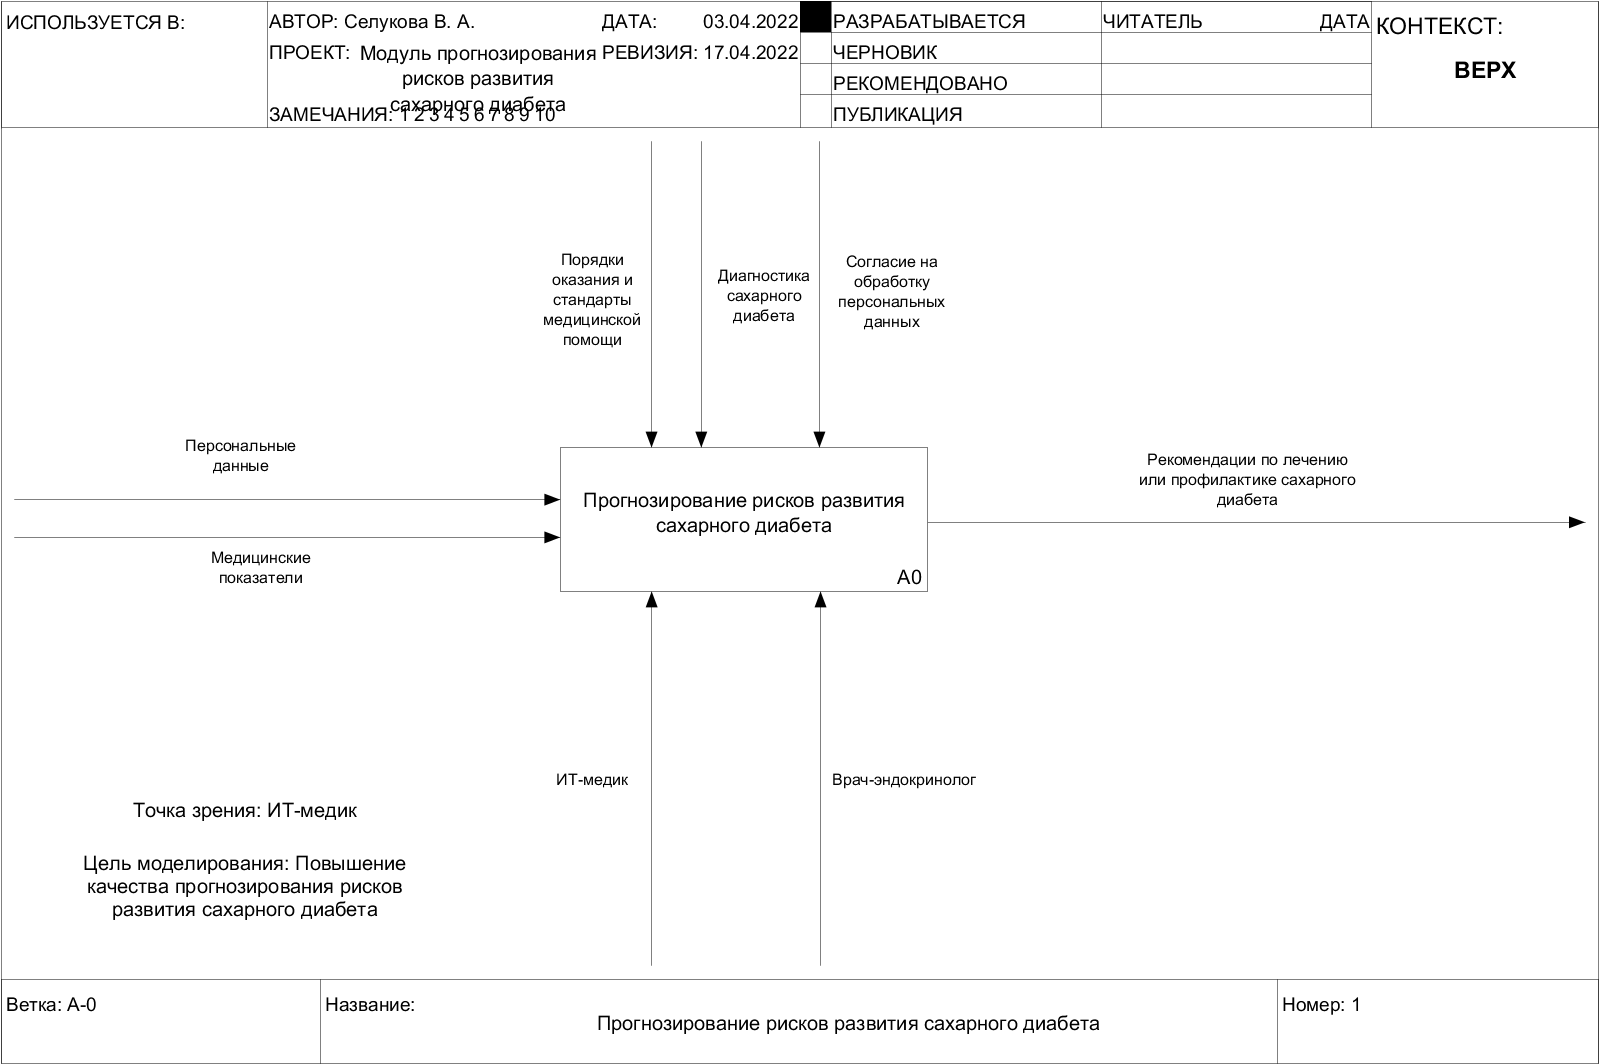 ИСПОЛЬЗУЕТСЯ В:
АВТОР: Селукова В. А.
ДАТА: 03.04.2022
ПРОЕКТ: Модуль прогнозирования
рисков развития
сахарного диабета
РЕВИЗИЯ: 17.04.2022
ЗАМЕЧАНИЯ: 1 2 3 4 5 6 7 8 9 10
РАЗРАБАТЫВАЕТСЯ
ЧЕРНОВИК
РЕКОМЕНДОВАНО
ПУБЛИКАЦИЯ
ЧИТАТЕЛЬ ДАТА
КОНТЕКСТ:
ВЕРХ
Порядки
оказания и
стандарты
медицинской
помощи
Диагностика
сахарного
диабета
Согласие на
обработку
персональных
данных
Персональные
данные
Медицинские
показатели
Прогнозирование рисков развития
сахарного диабета
А0
Рекомендации по лечению
или профилактике сахарного
диабета
ИТ-медик
Врач-эндокринолог
Точка зрения: ИТ-медик
Цель моделирования: Повышение
качества прогнозирования рисков
развития сахарного диабета
Ветка: А-0
Название:
Прогнозирование рисков развития сахарного диабета
Номер: 1